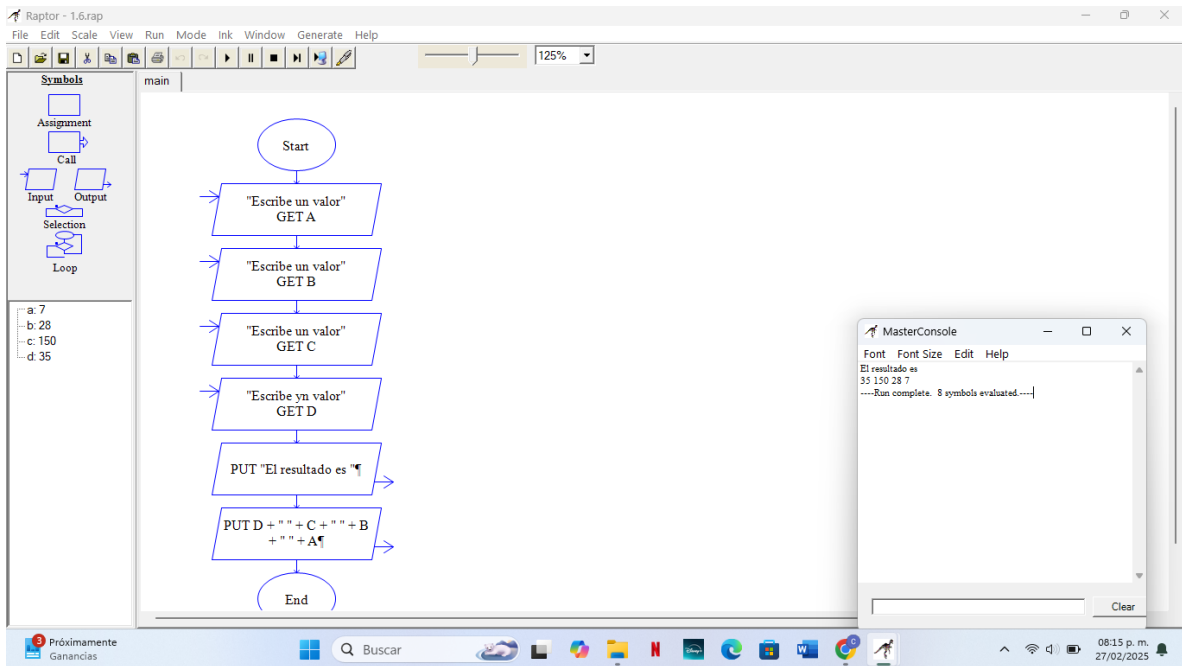 Raptor - 1.6.rap
File Edit Scale View Run Mode Ink Window Generate Help
125%
Symbols
Assignment
Call
Input Output
Selection
Loop
a: 7
b: 28
c: 150
d: 35
main
Start
"Escribe un valor"
GET A
"Escribe un valor"
GET B
"Escribe un valor"
GET C
"Escribe yn valor"
GET D
PUT "El resultado es "¶
PUT D + " " + C + " " + B
+ " " + A¶
End
MasterConsole
Font Font Size Edit Help
El resultado es
35 150 28 7
----Run complete. 8 symbols evaluated.----
Clear
3
Próximamente
Ganancias
Buscar
08:15 p. m.
27/02/2025